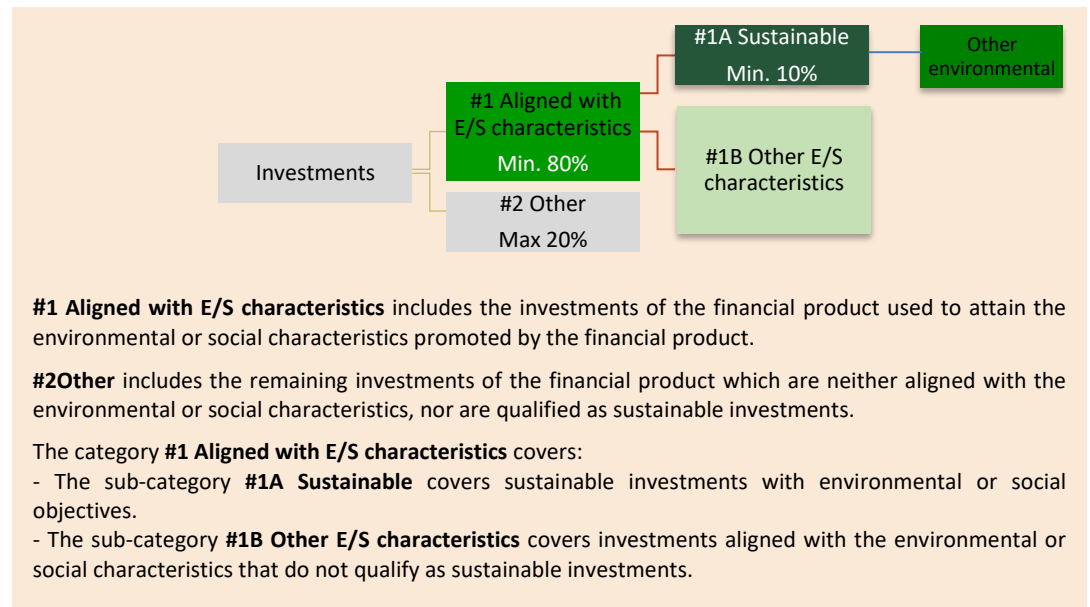 #1A Sustainable
Min. 10%
Other
environmental
#1 Aligned with
E/S characteristics
Min. 80%
#1B Other E/S
characteristics
Investments
#2 Other
Max 20%
#1 Aligned with E/S characteristics includes the investments of the financial product used to attain the
environmental or social characteristics promoted by the financial product.
#2Other includes the remaining investments of the financial product which are neither aligned with the
environmental or social characteristics, nor are qualified as sustainable investments.
The category #1 Aligned with E/S characteristics covers:
- The sub-category #1A Sustainable covers sustainable investments with environmental or social
objectives.
- The sub-category #1B Other E/S characteristics covers investments aligned with the environmental or
social characteristics that do not qualify as sustainable investments.